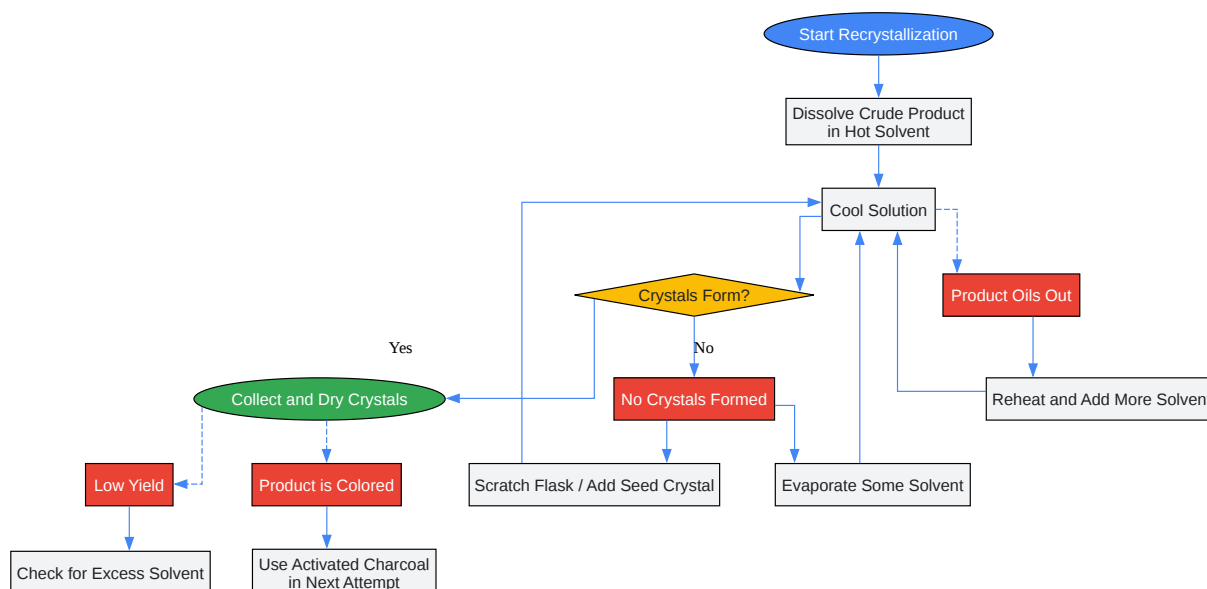 Start Recrystallization
Dissolve Crude Product
in Hot Solvent
Cool Solution
Crystals Form?
Product Oils Out
Yes
No
Collect and Dry Crystals
No Crystals Formed
Reheat and Add More Solven
Low Yield
Product is Colored
Scratch Flask / Add Seed Crystal
Evaporate Some Solvent
Check for Excess Solvent
Use Activated Charcoal
in Next Attempt